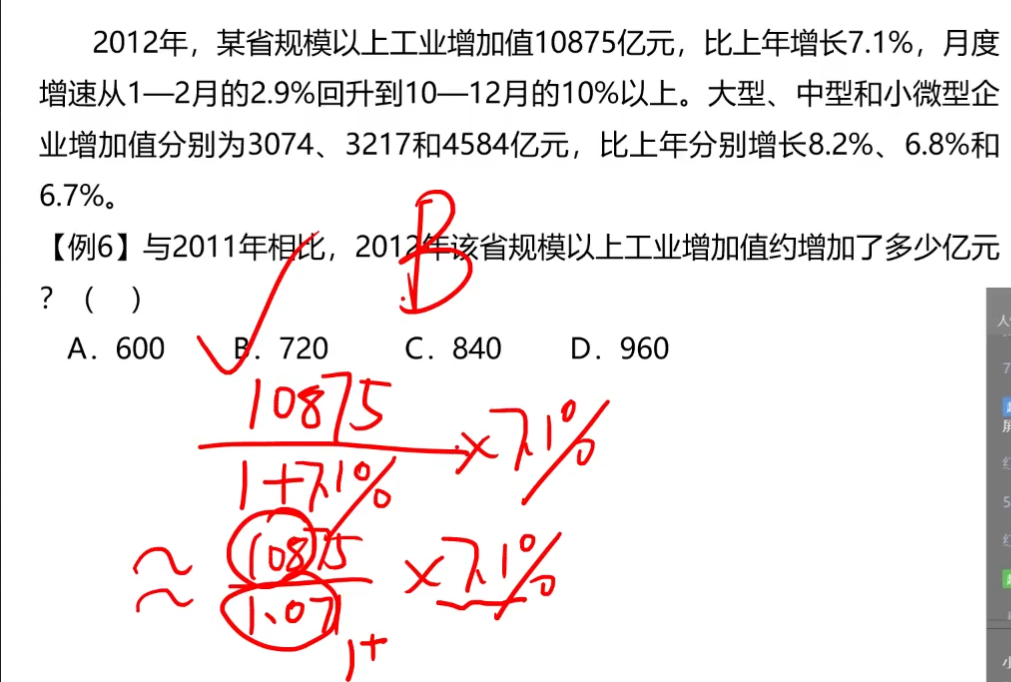 2012年，某省规模以上工业增加值10875亿元，比上年增长7.1%，月度
增速从1—2月的2.9%回升到10—12月的10%以上。大型、中型和小微型企
业增加值分别为3074、3217和4584亿元，比上年分别增长8.2%、6.8%和
6.7%。
【例6】与2011年相比，2012年该省规模以上工业增加值约增加了多少亿元
？（ ）
B
A．600 B．720 C．840 D．960
10875
×7.1%
1+7.1%
≈ 10875 ×7.1%
1.071
1+